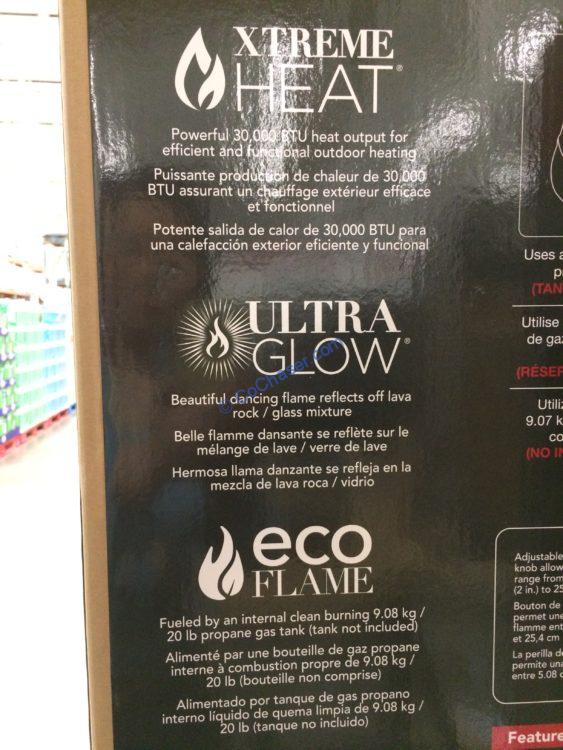 XTREME
HEAT®
Powerful 30,000 BTU heat output for
efficient and functional outdoor heating
Puissante production de chaleur de 30,000
BTU assurant un chauffage extérieur efficace
et fonctionnel
Potente salida de calor de 30,000 BTU para
una calefacción exterior eficiente y funcional
ULTRA
GLOW®
© CoChaser.com
Beautiful dancing flame reflects off lava
rock / glass mixture
Belle flamme dansante se reflète sur le
mélange de lave / verre de lave
Hermosa llama danzante se refleja en la
mezcla de lava roca / vidrio
eco
FLAME
Fueled by an internal clean burning 9.08 kg /
20 lb propane gas tank (tank not included)
Alimenté par une bouteille de gaz propane
interne à combustion propre de 9.08 kg /
20 lb (bouteille non comprise)
Alimentado por tanque de gas propano
interno líquido de quema limpia de 9.08 kg /
20 lb (tanque no incluido)
Uses a
(TAN
Utilise
de gaz
(RÉSER
Utili
9.07 k
co
(NO IN
Adjustable
knob allow
range from
(2 in.) to 25
Bouton de
permet une
flamme ent
et 25,4 cm
La perilla de
permite una
entre 5.08 c
Feature